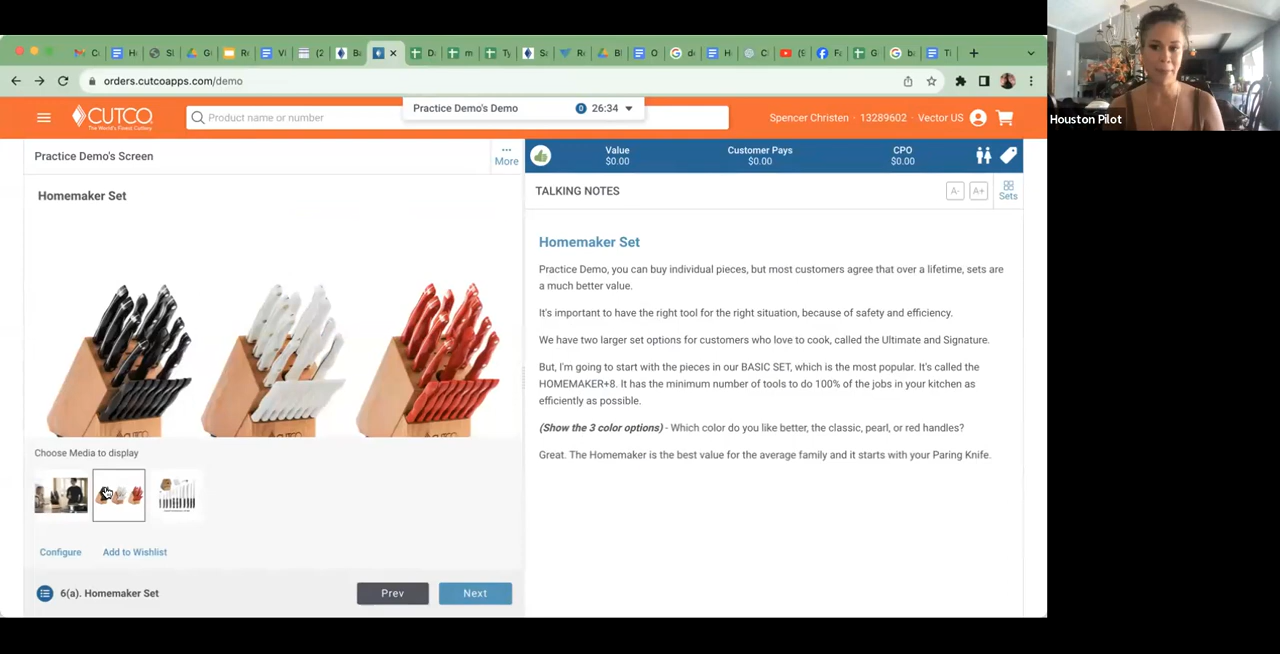 C
H
Sl
G
R
Vl
(2
B
D
m
T
S
R
B
O
d
H
C
(9
F
G
b
Tl
orders.cutcoapps.com/demo
Houston Pilot
CUTCO
The World's Finest Cutlery
Product name or number
Practice Demo's Demo 0 26:34
Spencer Christen · 13289602 · Vector US
Practice Demo's Screen
More
Value
$0.00
Customer Pays
$0.00
CPO
$0.00
Homemaker Set
TALKING NOTES
A-
A+
Sets
Homemaker Set
Practice Demo, you can buy individual pieces, but most customers agree that over a lifetime, sets are
a much better value.
It's important to have the right tool for the right situation, because of safety and efficiency.
We have two larger set options for customers who love to cook, called the Ultimate and Signature.
But, I'm going to start with the pieces in our BASIC SET, which is the most popular. It's called the
HOMEMAKER+8. It has the minimum number of tools to do 100% of the jobs in your kitchen as
efficiently as possible.
(Show the 3 color options) - Which color do you like better, the classic, pearl, or red handles?
Great. The Homemaker is the best value for the average family and it starts with your Paring Knife.
CUTCO
Choose Media to display
Configure
Add to Wishlist
6(a). Homemaker Set
Prev
Next